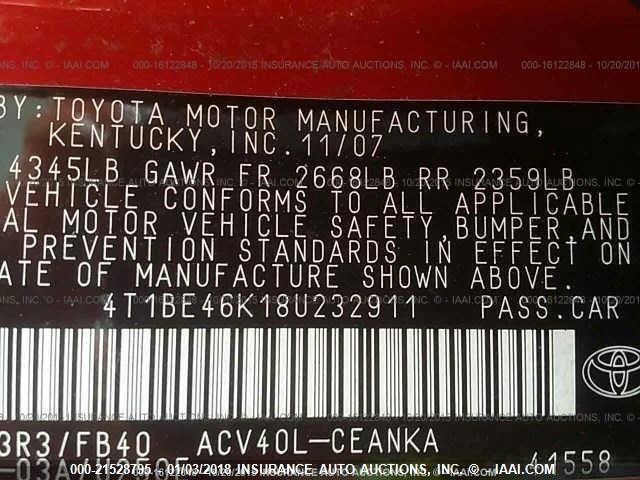 BY:TOYOTA MOTOR MANUFACTURING,
KENTUCKY, INC. 11/07
4345LB GAWR FR 2668LB RR 2359LB
VEHICLE CONFORMS TO ALL APPLICABLE
AL MOTOR VEHICLE SAFETY, BUMPER, AND
PREVENTION STANDARDS IN EFFECT ON
ATE OF MANUFACTURE SHOWN ABOVE.
4T1BE46K18U232911 PASS.CAR
TOYOTA
3R3/FB40 ACV40L-CEANKA
41558
000-21528795 - 01/03/2018 INSURANCE AUTO AUCTIONS, INC. - © - IAAI.COM